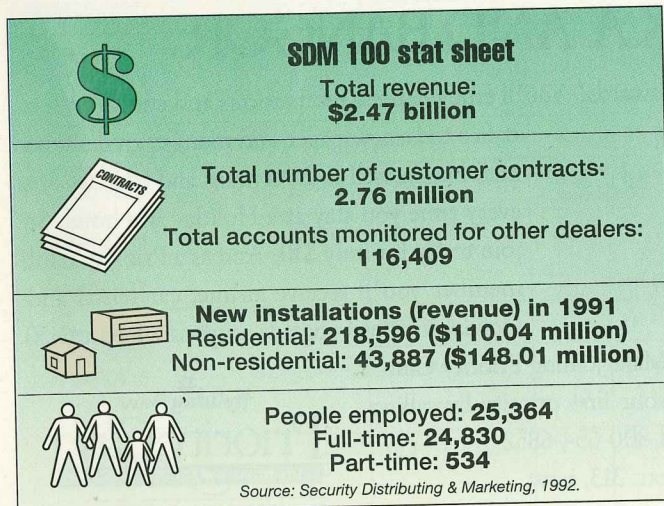 SDM 100 stat sheet
Total revenue:
$2.47 billion
CONTRACTS
Total number of customer contracts:
2.76 million
Total accounts monitored for other dealers:
116,409
New installations (revenue) in 1991
Residential: 218,596 ($110.04 million)
Non-residential: 43,887 ($148.01 million)
People employed: 25,364
Full-time: 24,830
Part-time: 534
Source: Security Distributing & Marketing, 1992.